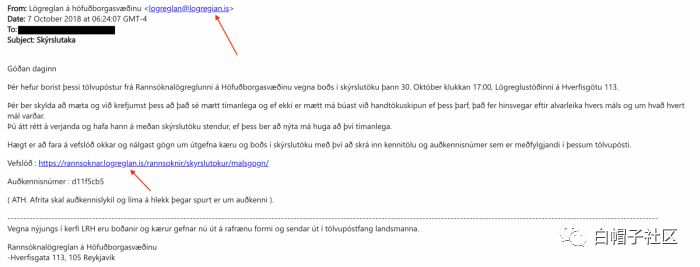 From: Lögreglan á höfuðborgasvæðinu <logreglan@logregian.is>
Date: 7 October 2018 at 06:24:07 GMT-4
To:
Subject: Skýrslutaka
Góðan daginn
Þér hefur borist þessi tölvupóstur frá Rannsóknalögreglunni á Höfuðborgasvæðinu vegna boðs í skýrslutöku þann 30. Október klukkan 17:00, Lögreglustöðinni á Hverfisgötu 113.
Þér ber skylda að mæta og við krefjumst þess að það sé mætt tímanlega og ef ekki er mætt má búast við handtökuskipun ef þess þarf, það fer hinsvegar eftir alvarleika hvers máls og um hvað hvert
mál varðar.
Þú átt rétt á verjanda og hafa hann á meðan skýrslutöku stendur, ef þess ber að nýta má huga að því tímanlega.
Hægt er að fara á vefslóð okkar og nálgast gögn um útgefna kæru og boðs í skýrslutöku með því að skrá inn kennitölu og auðkennisnúmer sem er meðfylgjandi í þessum tölvupósti.
Vefslóð : https://rannsoknar.logreglan.is/rannsoknir/skyrslutokur/malsgogn/
Auðkennisnúmer : d11f5cb5
( ATH. Afrita skal auðkennislykil og líma á hlekk þegar spurt er um auðkenni ).
Vegna nýjungs í kerfi LRH eru boðanir og kærur gefnar nú út á rafrænu formi og sendar út í tölvupóstfang landsmanna.
Rannsóknalögreglan á Höfuðborgasvæðinu
-Hverfisgata 113, 105 Reykjavík
白帽子社区